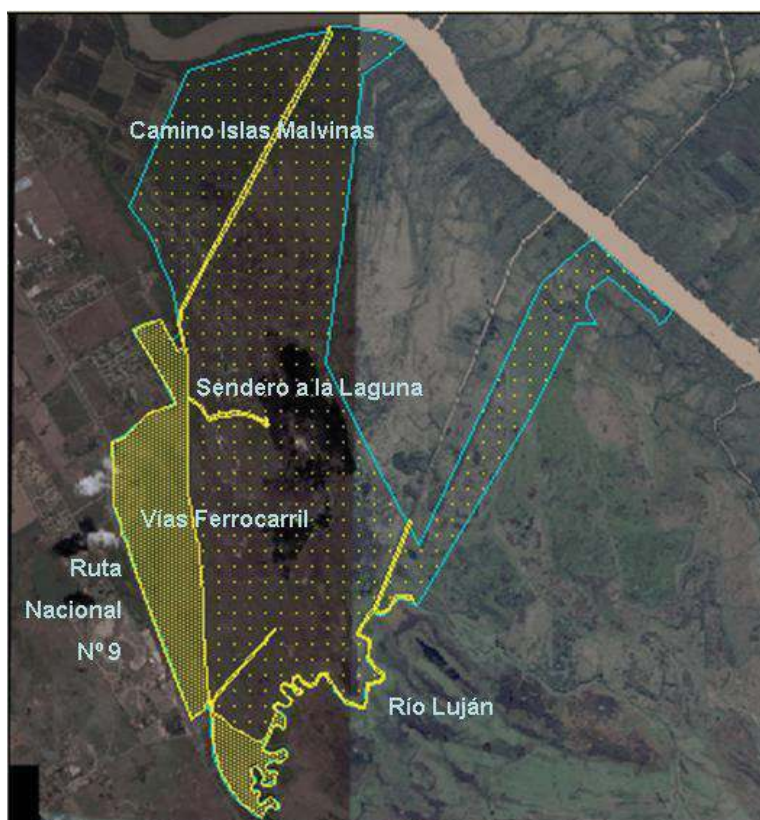 Camino Islas Malvinas
Sendero a la Laguna
Vías Ferrocarril
Ruta
Nacional
Nº 9
Río Luján